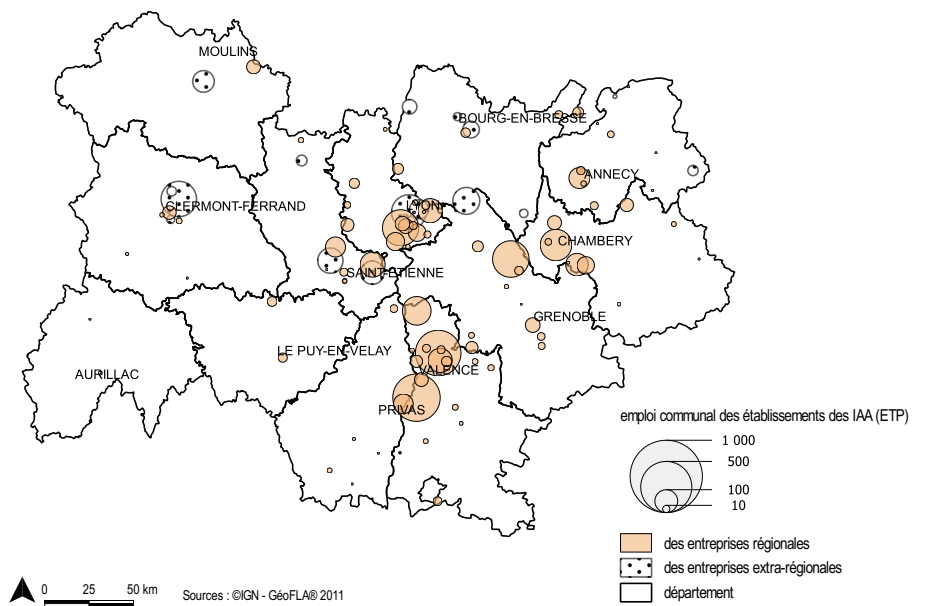 MOULINS
BOURG-EN-BRESSE
ANNECY
CLERMONT-FERRAND
LYON
CHAMBERY
SAINT-ETIENNE
GRENOBLE
LE PUY-EN-VELAY
VALENCE
AURILLAC
PRIVAS
emploi communal des établissements des IAA (ETP)
1 000
500
100
10
des entreprises régionales
des entreprises extra-régionales
département
0 25 50 km
Sources : ©IGN - GéoFLA® 2011